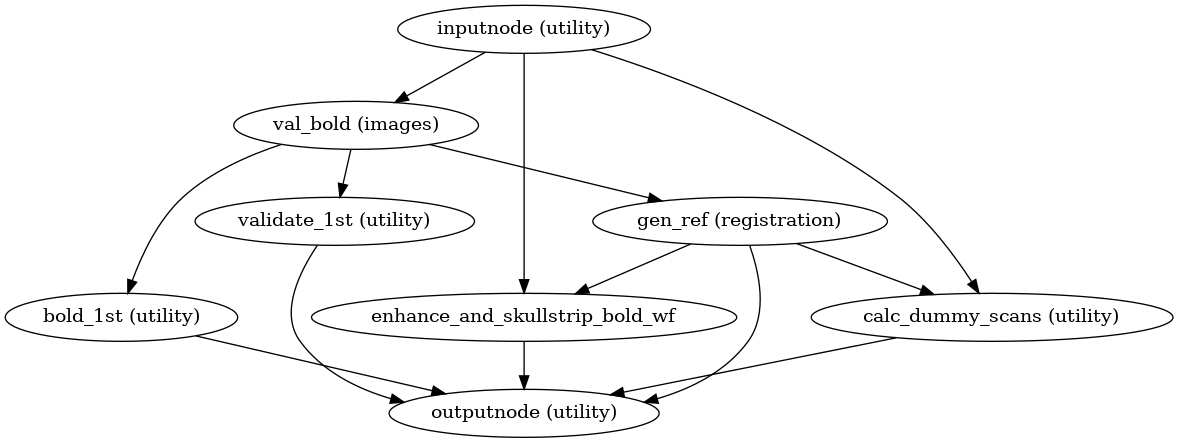 inputnode (utility)
val_bold (images)
validate_1st (utility)
gen_ref (registration)
bold_1st (utility)
enhance_and_skullstrip_bold_wf
calc_dummy_scans (utility)
outputnode (utility)